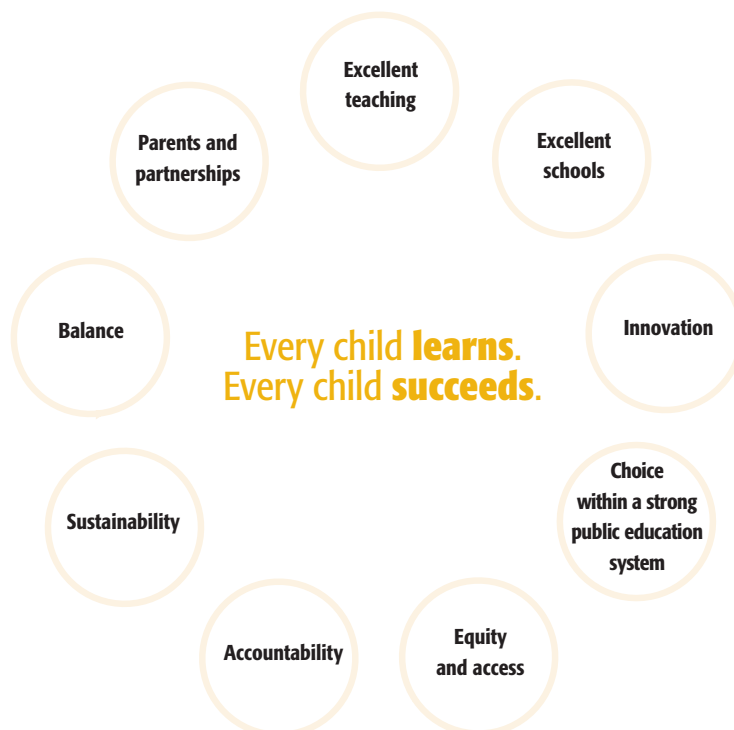 Excellent
teaching
Parents and
partnerships
Excellent
schools
Balance
Innovation
Every child learns.
Every child succeeds.
Choice
within a strong
public education
system
Sustainability
Equity
and access
Accountability